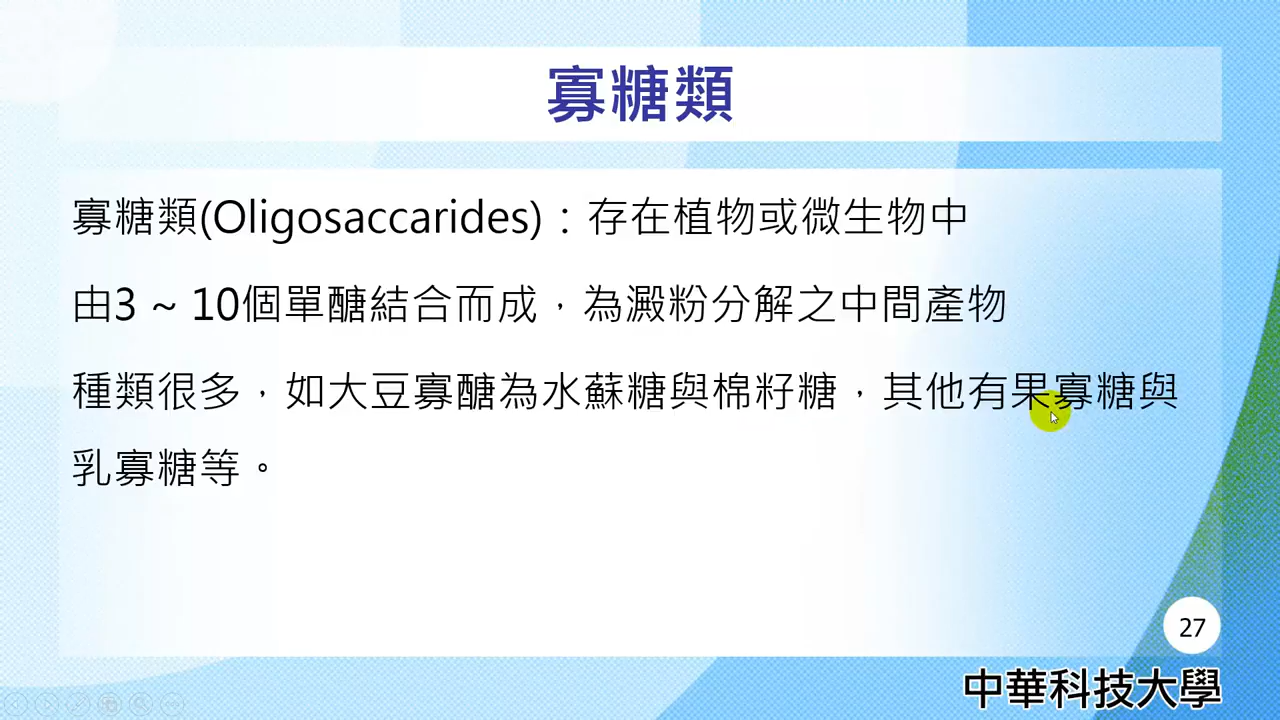 寡糖類
寡糖類(Oligosaccarides)：存在植物或微生物中
由3 ~ 10個單醣結合而成，為澱粉分解之中間產物
種類很多，如大豆寡醣為水蘇糖與棉籽糖，其他有果寡糖與
乳寡糖等。
27
中華科技大學